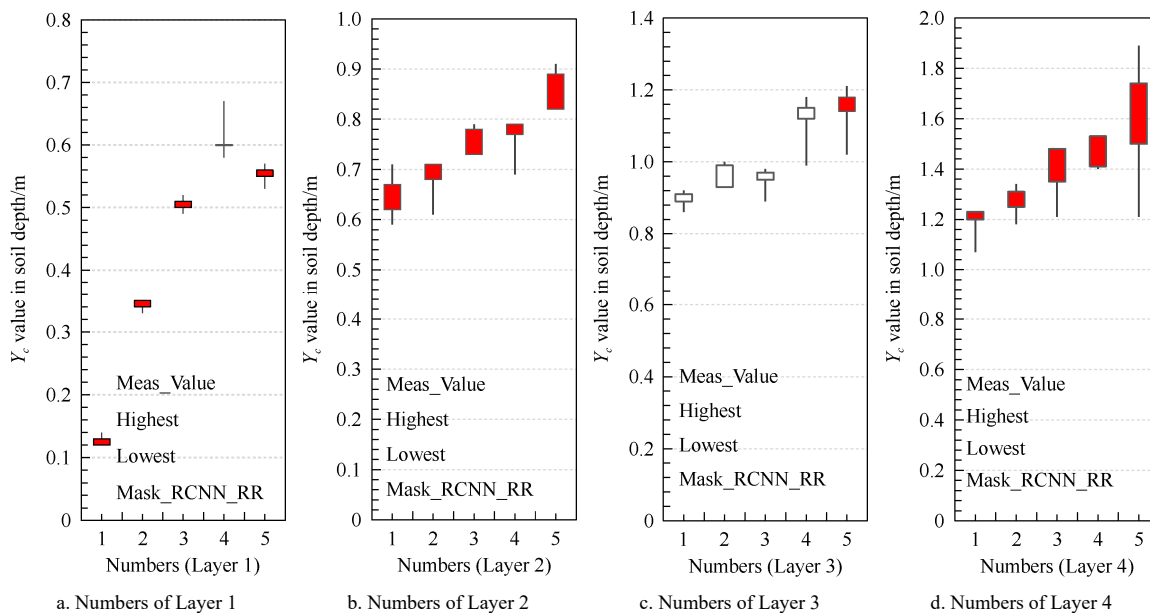 Y_c value in soil depth/m
0.8
0.7
0.6
0.5
0.4
0.3
0.2
0.1
0
Meas_Value
Highest
Lowest
Mask_RCNN_RR
1 2 3 4 5
Numbers (Layer 1)
a. Numbers of Layer 1
Y_c value in soil depth/m
1.0
0.9
0.8
0.7
0.6
0.5
0.4
0.3
0.2
0.1
0
Meas_Value
Highest
Lowest
Mask_RCNN_RR
1 2 3 4 5
Numbers (Layer 2)
b. Numbers of Layer 2
Y_c value in soil depth/m
1.4
1.2
1.0
0.8
0.6
0.4
0.2
0
Meas_Value
Highest
Lowest
Mask_RCNN_RR
1 2 3 4 5
Numbers (Layer 3)
c. Numbers of Layer 3
Y_c value in soil depth/m
2.0
1.8
1.6
1.4
1.2
1.0
0.8
0.6
0.4
0.2
0
Meas_Value
Highest
Lowest
Mask_RCNN_RR
1 2 3 4 5
Numbers (Layer 4)
d. Numbers of Layer 4